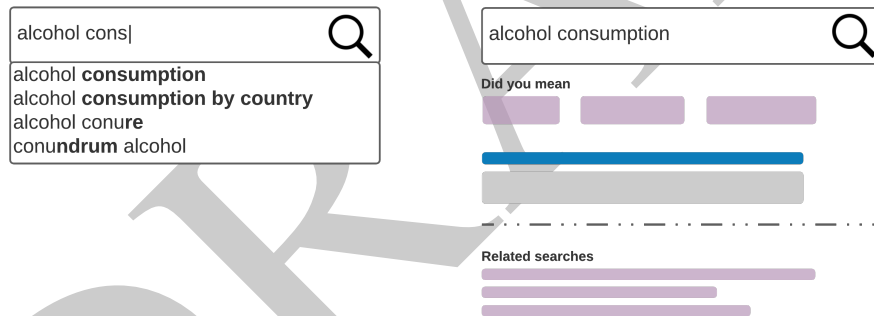 alcohol cons|
alcohol consumption
alcohol consumption by country
alcohol conure
conundrum alcohol
alcohol consumption
Did you mean
Related searches